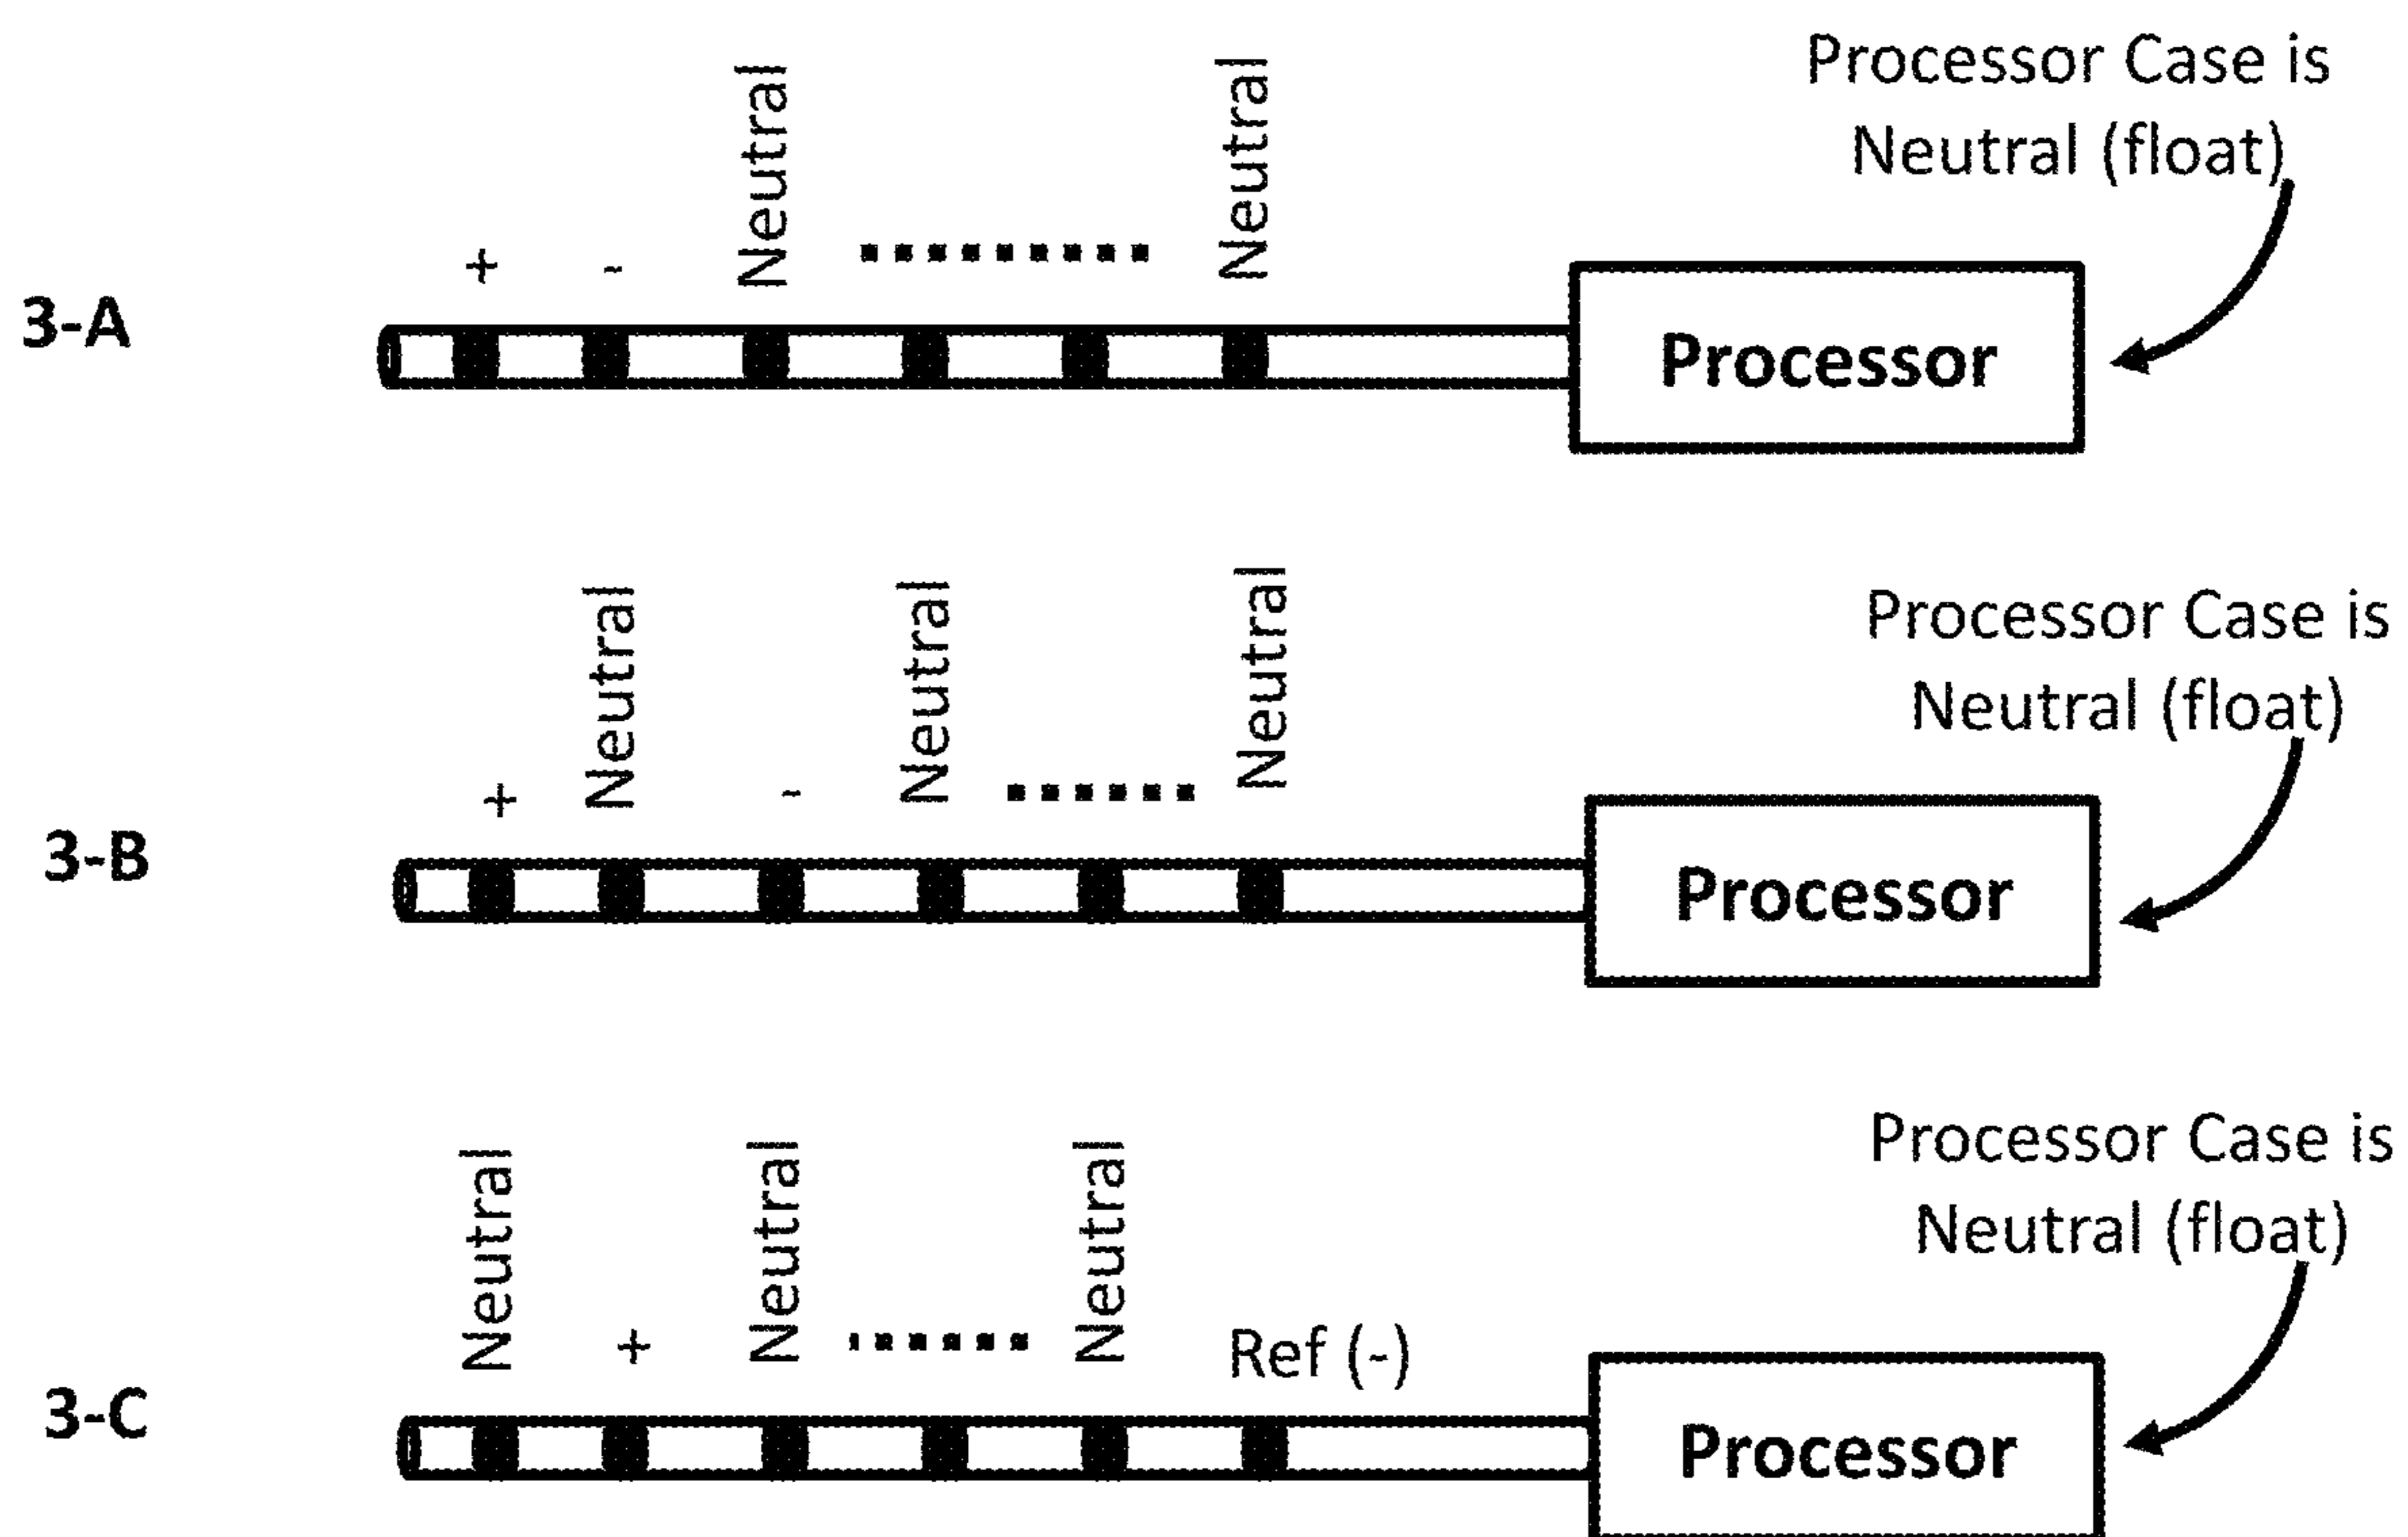 Processor Case is
Neutral (float)
+ - Neutral Neutral
3-A
Processor
Processor Case is
Neutral (float)
+ Neutral - Neutral Neutral
3-B
Processor
Processor Case is
Neutral (float)
Neutral + Neutral Neutral Ref (-)
3-C
Processor